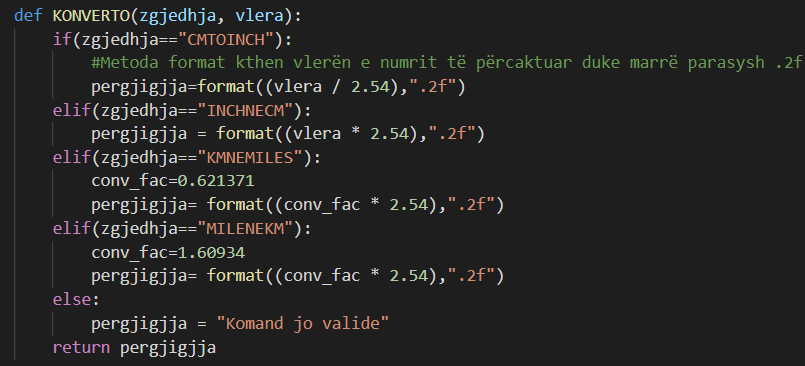 def KONVERTO(zgjedhja, vlera):
    if(zgjedhja=="CMTOINCH"):
        #Metoda format kthen vlerën e numrit të përcaktuar duke marrë parasysh .2f
        pergjigjja=format((vlera / 2.54),".2f")
    elif(zgjedhja=="INCHNECM"):
        pergjigjja = format((vlera * 2.54),".2f")
    elif(zgjedhja=="KMNEMILES"):
        conv_fac=0.621371
        pergjigjja= format((conv_fac * 2.54),".2f")
    elif(zgjedhja=="MILENEKM"):
        conv_fac=1.60934
        pergjigjja= format((conv_fac * 2.54),".2f")
    else:
        pergjigjja = "Komand jo valide"
    return pergjigjja